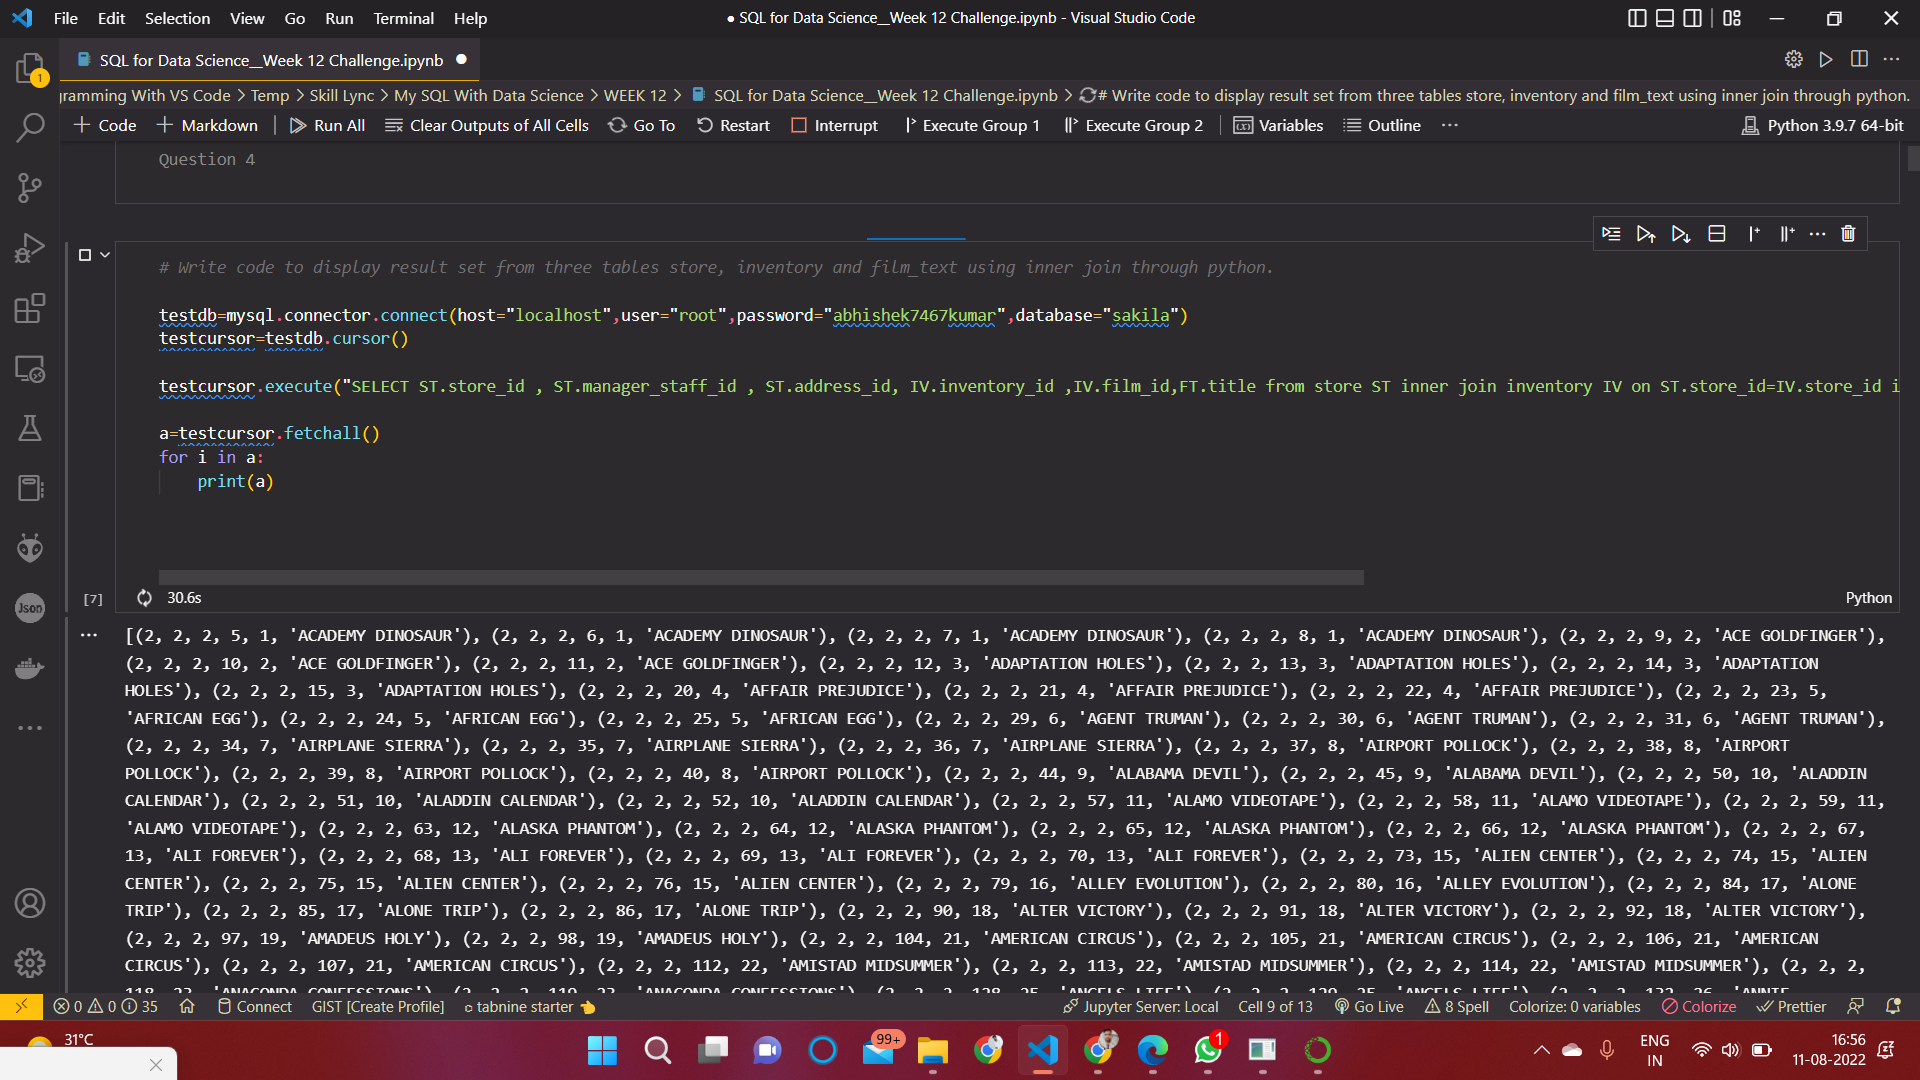 File Edit Selection View Go Run Terminal Help
● SQL for Data Science__Week 12 Challenge.ipynb - Visual Studio Code
1
SQL for Data Science__Week 12 Challenge.ipynb ●
gramming With VS Code > Temp > Skill Lync > My SQL With Data Science > WEEK 12 > SQL for Data Science__Week 12 Challenge.ipynb > # Write code to display result set from three tables store, inventory and film_text using inner join through python.
+ Code + Markdown | Run All Clear Outputs of All Cells Go To Restart Interrupt Execute Group 1 Execute Group 2 | Variables Outline ··· Python 3.9.7 64-bit
Question 4
# Write code to display result set from three tables store, inventory and film_text using inner join through python.
testdb=mysql.connector.connect(host="localhost",user="root",password="abhishek7467kumar",database="sakila")
testcursor=testdb.cursor()
testcursor.execute("SELECT ST.store_id , ST.manager_staff_id , ST.address_id, IV.inventory_id ,IV.film_id,FT.title from store ST inner join inventory IV on ST.store_id=IV.store_id i
a=testcursor.fetchall()
for i in a:
    print(a)
[7] 30.6s Python
Json
[(2, 2, 2, 5, 1, 'ACADEMY DINOSAUR'), (2, 2, 2, 6, 1, 'ACADEMY DINOSAUR'), (2, 2, 2, 7, 1, 'ACADEMY DINOSAUR'), (2, 2, 2, 8, 1, 'ACADEMY DINOSAUR'), (2, 2, 2, 9, 2, 'ACE GOLDFINGER'),
(2, 2, 2, 10, 2, 'ACE GOLDFINGER'), (2, 2, 2, 11, 2, 'ACE GOLDFINGER'), (2, 2, 2, 12, 3, 'ADAPTATION HOLES'), (2, 2, 2, 13, 3, 'ADAPTATION HOLES'), (2, 2, 2, 14, 3, 'ADAPTATION
HOLES'), (2, 2, 2, 15, 3, 'ADAPTATION HOLES'), (2, 2, 2, 20, 4, 'AFFAIR PREJUDICE'), (2, 2, 2, 21, 4, 'AFFAIR PREJUDICE'), (2, 2, 2, 22, 4, 'AFFAIR PREJUDICE'), (2, 2, 2, 23, 5,
'AFRICAN EGG'), (2, 2, 2, 24, 5, 'AFRICAN EGG'), (2, 2, 2, 25, 5, 'AFRICAN EGG'), (2, 2, 2, 29, 6, 'AGENT TRUMAN'), (2, 2, 2, 30, 6, 'AGENT TRUMAN'), (2, 2, 2, 31, 6, 'AGENT TRUMAN'),
(2, 2, 2, 34, 7, 'AIRPLANE SIERRA'), (2, 2, 2, 35, 7, 'AIRPLANE SIERRA'), (2, 2, 2, 36, 7, 'AIRPLANE SIERRA'), (2, 2, 2, 37, 8, 'AIRPORT POLLOCK'), (2, 2, 2, 38, 8, 'AIRPORT
POLLOCK'), (2, 2, 2, 39, 8, 'AIRPORT POLLOCK'), (2, 2, 2, 40, 8, 'AIRPORT POLLOCK'), (2, 2, 2, 44, 9, 'ALABAMA DEVIL'), (2, 2, 2, 45, 9, 'ALABAMA DEVIL'), (2, 2, 2, 50, 10, 'ALADDIN
CALENDAR'), (2, 2, 2, 51, 10, 'ALADDIN CALENDAR'), (2, 2, 2, 52, 10, 'ALADDIN CALENDAR'), (2, 2, 2, 57, 11, 'ALAMO VIDEOTAPE'), (2, 2, 2, 58, 11, 'ALAMO VIDEOTAPE'), (2, 2, 2, 59, 11,
'ALAMO VIDEOTAPE'), (2, 2, 2, 63, 12, 'ALASKA PHANTOM'), (2, 2, 2, 64, 12, 'ALASKA PHANTOM'), (2, 2, 2, 65, 12, 'ALASKA PHANTOM'), (2, 2, 2, 66, 12, 'ALASKA PHANTOM'), (2, 2, 2, 67,
13, 'ALI FOREVER'), (2, 2, 2, 68, 13, 'ALI FOREVER'), (2, 2, 2, 69, 13, 'ALI FOREVER'), (2, 2, 2, 70, 13, 'ALI FOREVER'), (2, 2, 2, 73, 15, 'ALIEN CENTER'), (2, 2, 2, 74, 15, 'ALIEN
CENTER'), (2, 2, 2, 75, 15, 'ALIEN CENTER'), (2, 2, 2, 76, 15, 'ALIEN CENTER'), (2, 2, 2, 79, 16, 'ALLEY EVOLUTION'), (2, 2, 2, 80, 16, 'ALLEY EVOLUTION'), (2, 2, 2, 84, 17, 'ALONE
TRIP'), (2, 2, 2, 85, 17, 'ALONE TRIP'), (2, 2, 2, 86, 17, 'ALONE TRIP'), (2, 2, 2, 90, 18, 'ALTER VICTORY'), (2, 2, 2, 91, 18, 'ALTER VICTORY'), (2, 2, 2, 92, 18, 'ALTER VICTORY'),
(2, 2, 2, 97, 19, 'AMADEUS HOLY'), (2, 2, 2, 98, 19, 'AMADEUS HOLY'), (2, 2, 2, 104, 21, 'AMERICAN CIRCUS'), (2, 2, 2, 105, 21, 'AMERICAN CIRCUS'), (2, 2, 2, 106, 21, 'AMERICAN
CIRCUS'), (2, 2, 2, 107, 21, 'AMERICAN CIRCUS'), (2, 2, 2, 112, 22, 'AMISTAD MIDSUMMER'), (2, 2, 2, 113, 22, 'AMISTAD MIDSUMMER'), (2, 2, 2, 114, 22, 'AMISTAD MIDSUMMER'), (2, 2, 2,
118, 23, 'ANACONDA CONFESSIONS'), (2, 2, 2, 119, 23, 'ANACONDA CONFESSIONS'), (2, 2, 2, 128, 25, 'ANGELS LIFE'), (2, 2, 2, 129, 25, 'ANGELS LIFE'), (2, 2, 2, 132, 26, 'ANNIE
0 0 35 Connect GIST [Create Profile] tabnine starter Jupyter Server: Local Cell 9 of 13 Go Live 8 Spell Colorize: 0 variables Colorize Prettier
31°C
99+
1
ENG
IN
16:56
11-08-2022